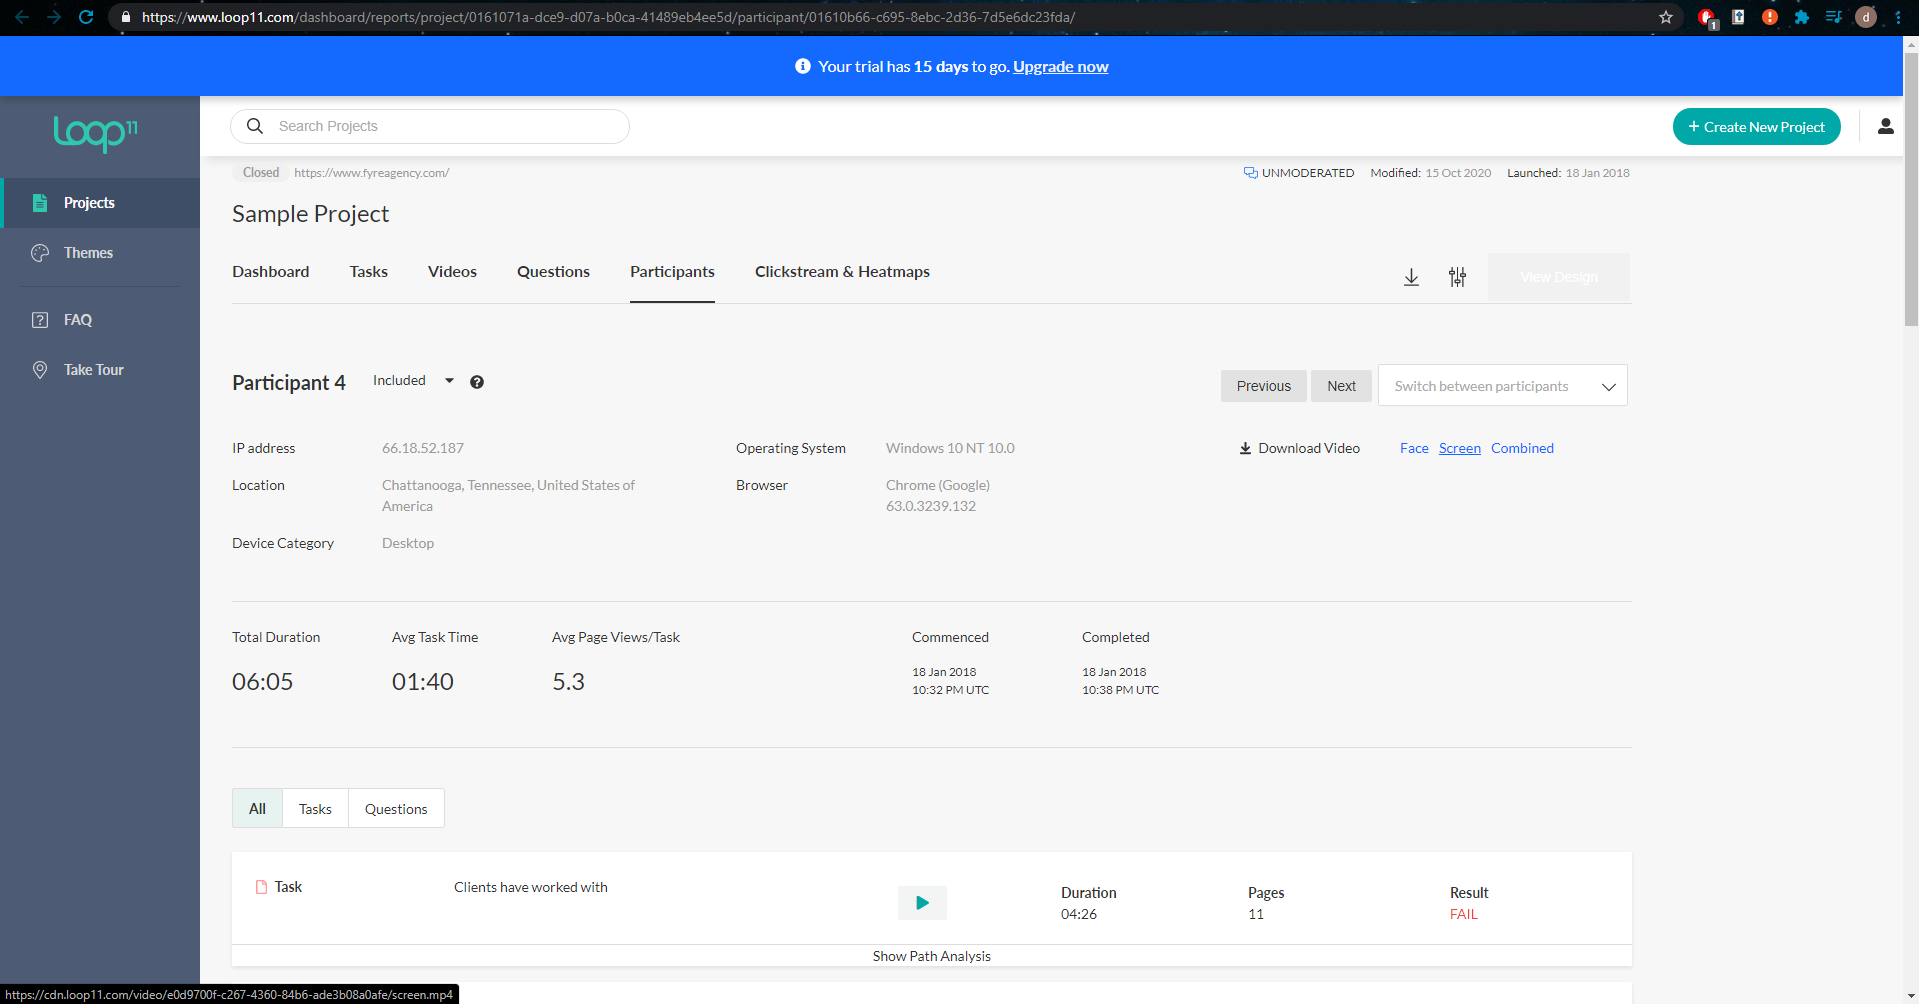 https://www.loop11.com/dashboard/reports/project/0161071a-dce9-d07a-b0ca-41489eb4ee5d/participant/01610b66-c695-8ebc-2d36-7d5e6dc23fda/
1
d
Your trial has 15 days to go. Upgrade now
Loop11
Search Projects
+ Create New Project
Projects
Themes
FAQ
Take Tour
Closed https://www.fyreagency.com/
UNMODERATED Modified: 15 Oct 2020 Launched: 18 Jan 2018
Sample Project
Dashboard Tasks Videos Questions Participants Clickstream & Heatmaps
View Design
Participant 4 Included
Previous Next Switch between participants
IP address 66.18.52.187 Operating System Windows 10 NT 10.0 Download Video Face Screen Combined
Location Chattanooga, Tennessee, United States of Browser Chrome (Google)
America 63.0.3239.132
Device Category Desktop
Total Duration Avg Task Time Avg Page Views/Task Commenced Completed
06:05 01:40 5.3 18 Jan 2018 18 Jan 2018
10:32 PM UTC 10:38 PM UTC
All Tasks Questions
Task Clients have worked with Duration Pages Result
04:26 11 FAIL
Show Path Analysis
https://cdn.loop11.com/video/e0d9700f-c267-4360-84b6-ade3b08a0afe/screen.mp4